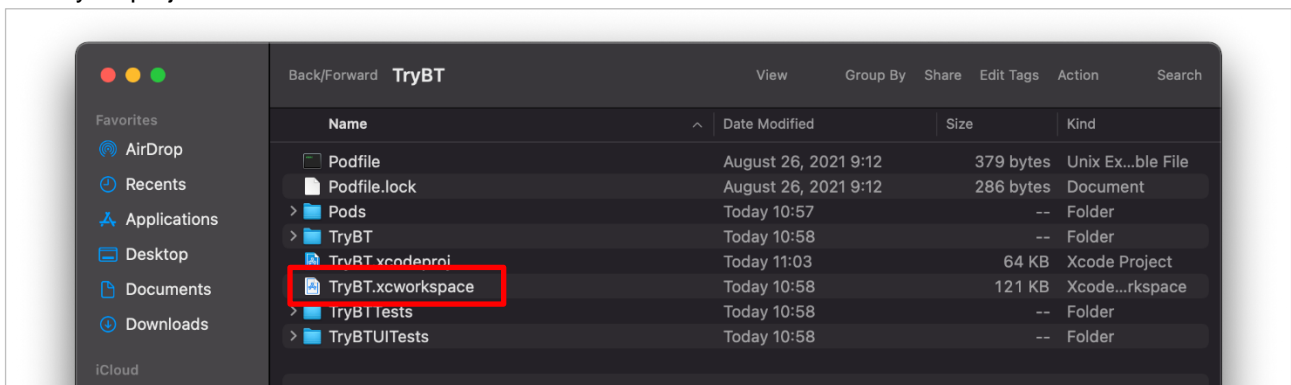 Back/Forward TryBT View Group By Share Edit Tags Action Search
Favorites
AirDrop
Recents
Applications
Desktop
Documents
Downloads
iCloud
Name Date Modified Size Kind
Podfile August 26, 2021 9:12 379 bytes Unix Ex...ble File
Podfile.lock August 26, 2021 9:12 286 bytes Document
Pods Today 10:57 -- Folder
TryBT Today 10:58 -- Folder
TryBT.xcodeproj Today 11:03 64 KB Xcode Project
TryBT.xcworkspace Today 10:58 121 KB Xcode...rkspace
TryBTTests Today 10:58 -- Folder
TryBTUITests Today 10:58 -- Folder